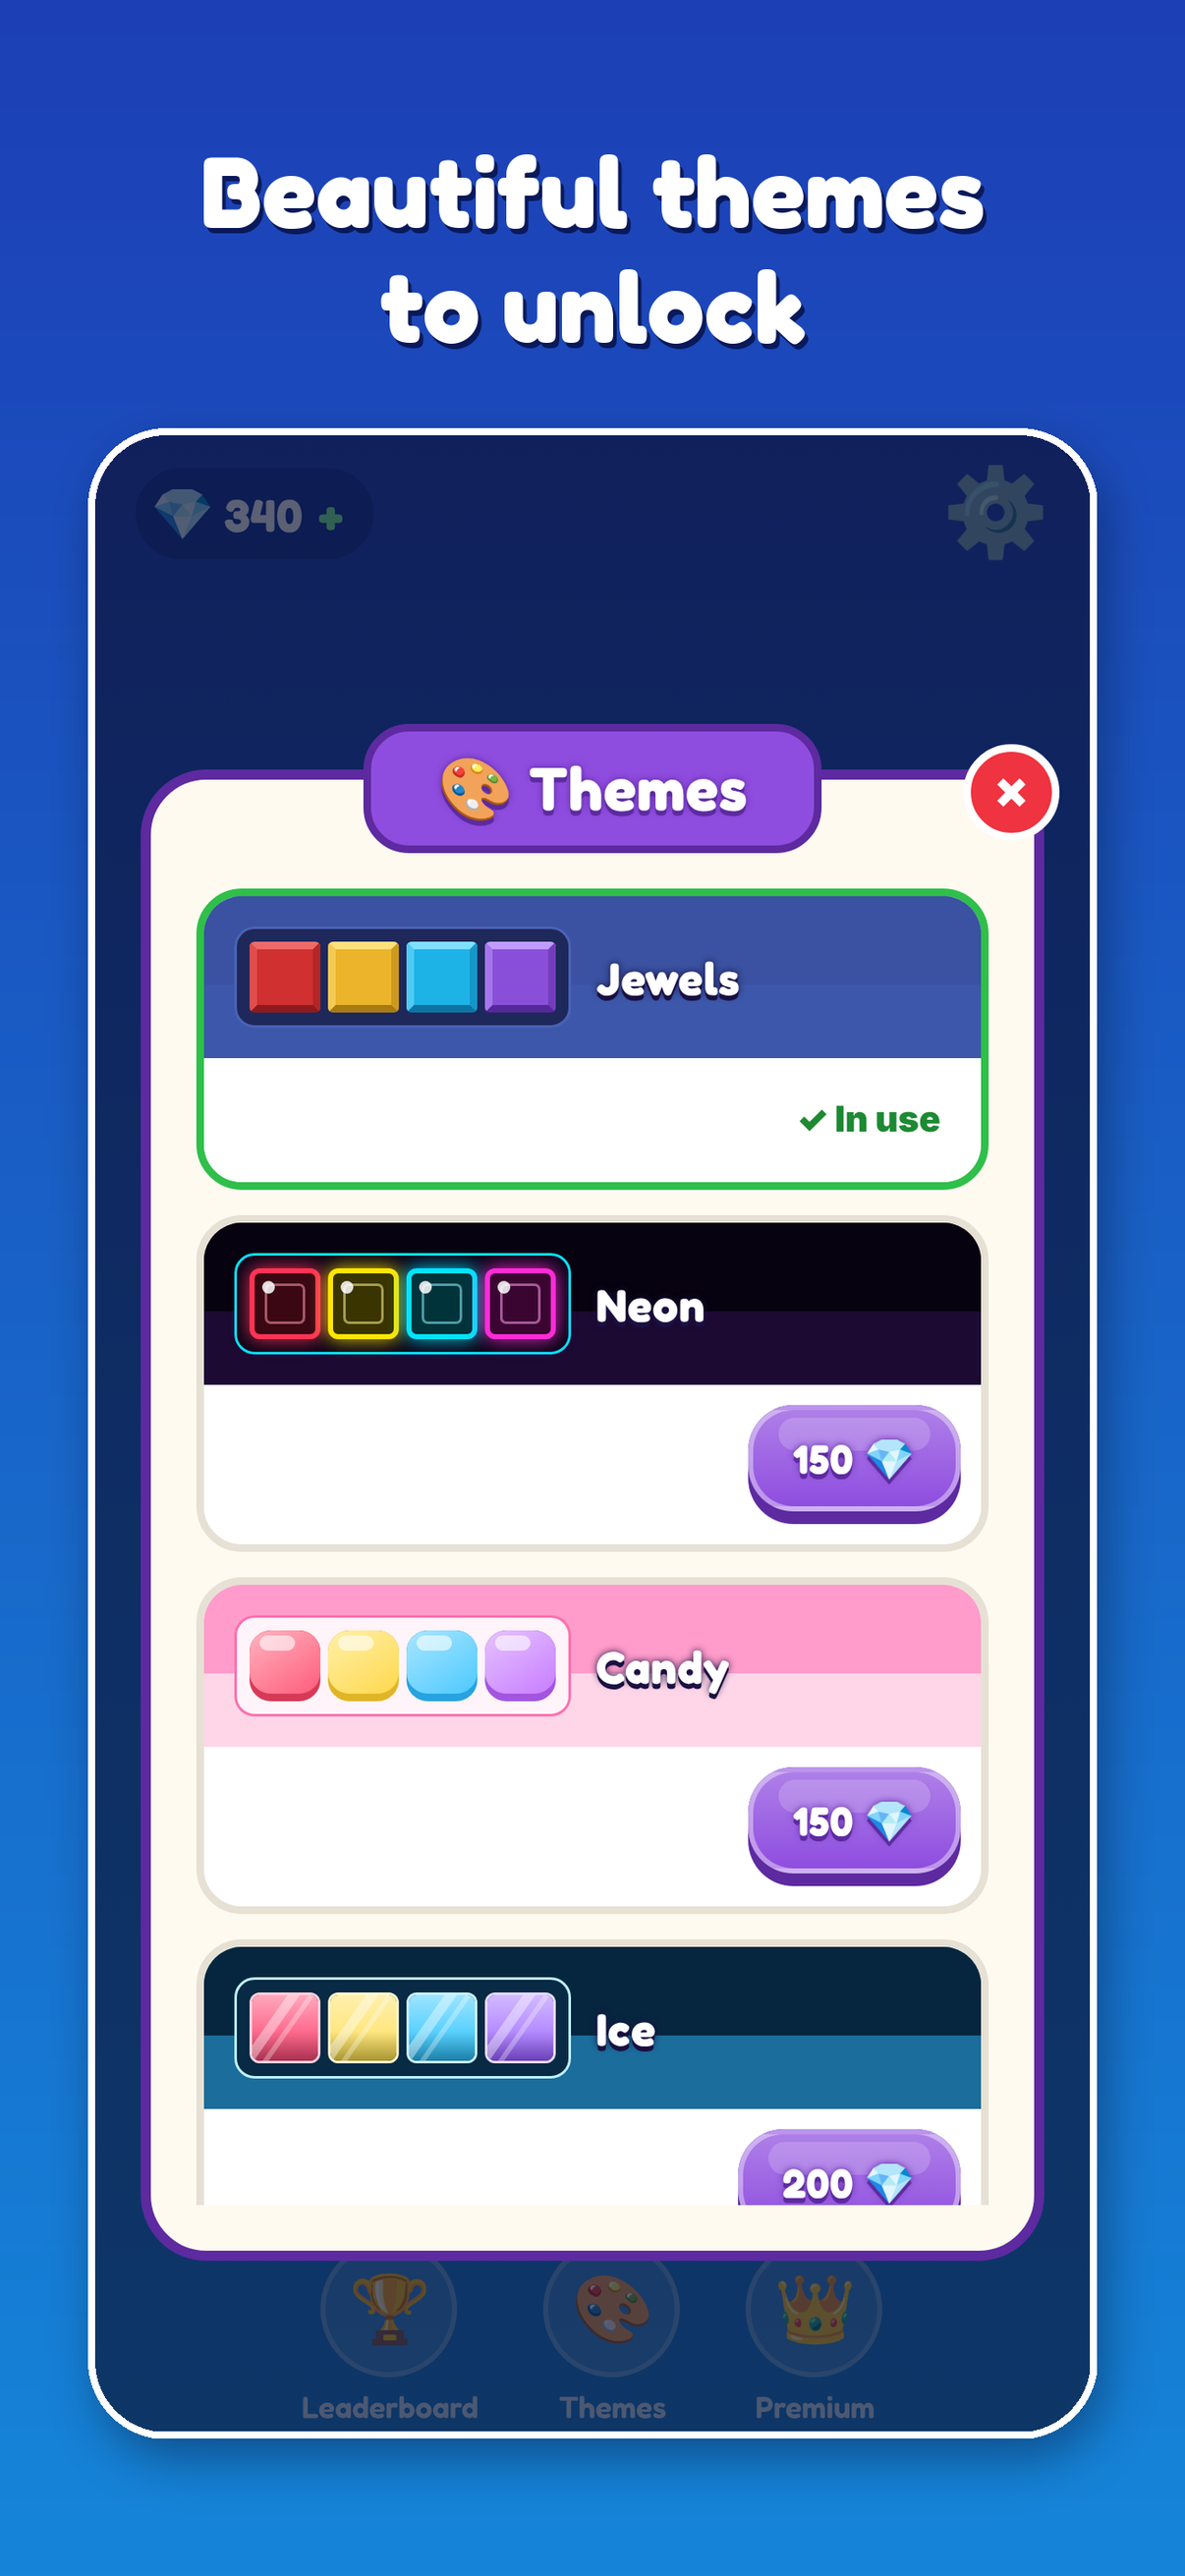 Beautiful themes
to unlock
340 +
Themes
Jewels
✓ In use
Neon
150
Candy
150
Ice
200
Leaderboard
Themes
Premium